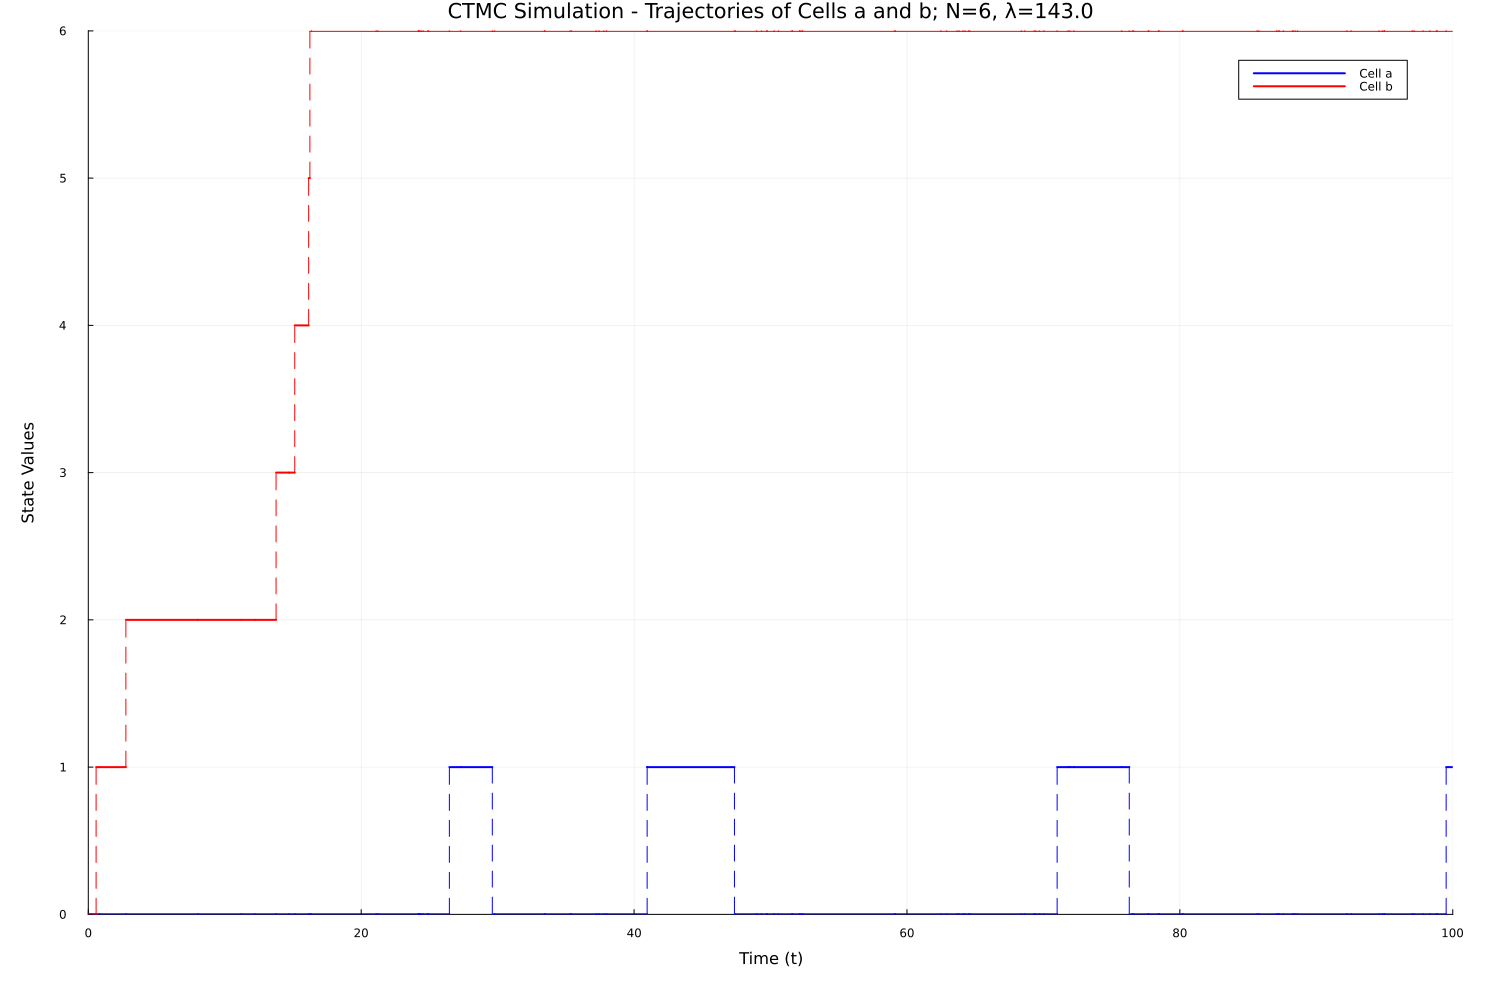 CTMC Simulation - Trajectories of Cells a and b; N=6, λ=143.0
6
Cell a
Cell b
5
4
State Values
3
2
1
0
0 20 40 60 80 100
Time (t)